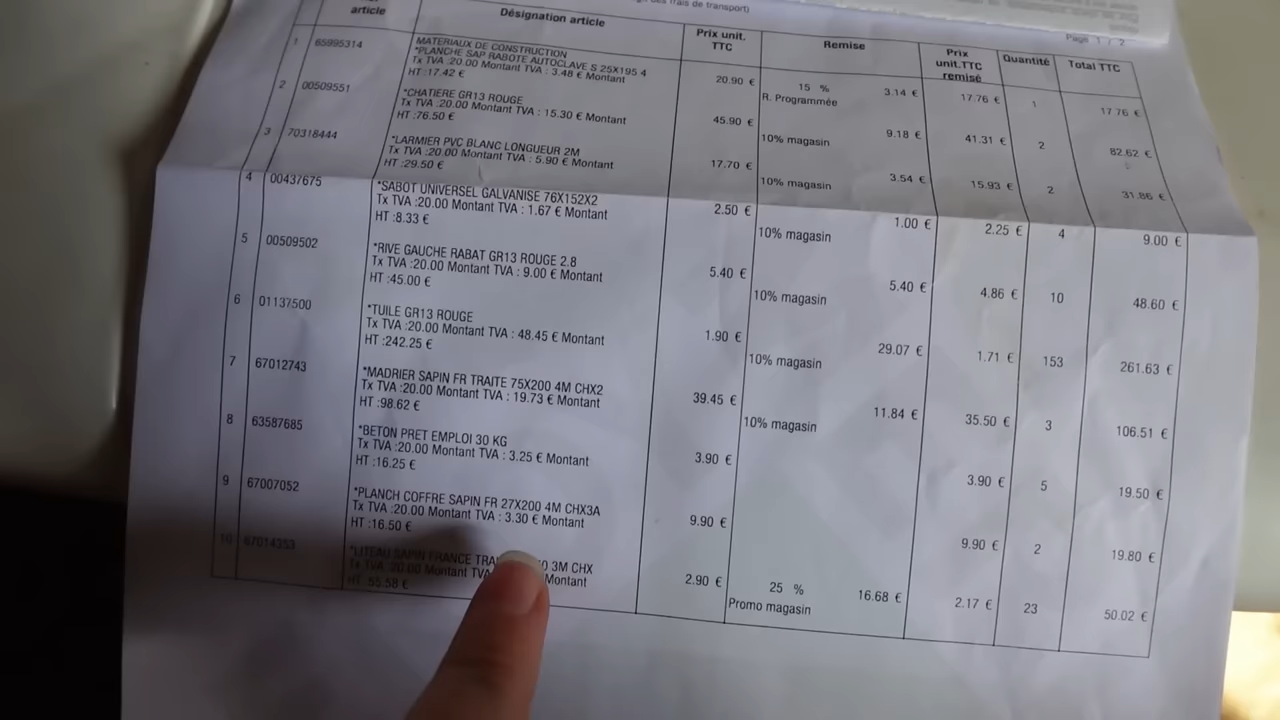 des frais de transport)
Page 1 / 2
article Désignation article Prix unit. TTC Remise Prix unit.TTC remisé Quantité Total TTC
MATERIAUX DE CONSTRUCTION
1 65995314 *PLANCHE SAP RABOTE AUTOCLAVE S 25X195 4 20.90 € 15 % 3.14 € 17.76 € 1 17.76 €
Tx TVA :20.00 Montant TVA : 3.48 € Montant R. Programmée
HT :17.42 €
2 00509551 *CHATIERE GR13 ROUGE 45.90 € 10% magasin 9.18 € 41.31 € 2 82.62 €
Tx TVA :20.00 Montant TVA : 15.30 € Montant
HT :76.50 €
3 70318444 *LARMIER PVC BLANC LONGUEUR 2M 17.70 € 10% magasin 3.54 € 15.93 € 2 31.86 €
Tx TVA :20.00 Montant TVA : 5.90 € Montant
HT :29.50 €
4 00437675 *SABOT UNIVERSEL GALVANISE 76X152X2 2.50 € 10% magasin 1.00 € 2.25 € 4 9.00 €
Tx TVA :20.00 Montant TVA : 1.67 € Montant
HT :8.33 €
5 00509502 *RIVE GAUCHE RABAT GR13 ROUGE 2.8 5.40 € 10% magasin 5.40 € 4.86 € 10 48.60 €
Tx TVA :20.00 Montant TVA : 9.00 € Montant
HT :45.00 €
6 01137500 *TUILE GR13 ROUGE 1.90 € 10% magasin 29.07 € 1.71 € 153 261.63 €
Tx TVA :20.00 Montant TVA : 48.45 € Montant
HT :242.25 €
7 67012743 *MADRIER SAPIN FR TRAITE 75X200 4M CHX2 39.45 € 10% magasin 11.84 € 35.50 € 3 106.51 €
Tx TVA :20.00 Montant TVA : 19.73 € Montant
HT :98.62 €
8 63587685 *BETON PRET EMPLOI 30 KG 3.90 € 3.90 € 5 19.50 €
Tx TVA :20.00 Montant TVA : 3.25 € Montant
HT :16.25 €
9 67007052 *PLANCH COFFRE SAPIN FR 27X200 4M CHX3A 9.90 € 9.90 € 2 19.80 €
Tx TVA :20.00 Montant TVA : 3.30 € Montant
HT :16.50 €
10 67014353 *LITEAU SAPIN FRANCE 3M CHX 2.90 € 25 % 16.68 € 2.17 € 23 50.02 €
Tx TVA :20.00 Montant Montant Promo magasin
HT :55.58 €